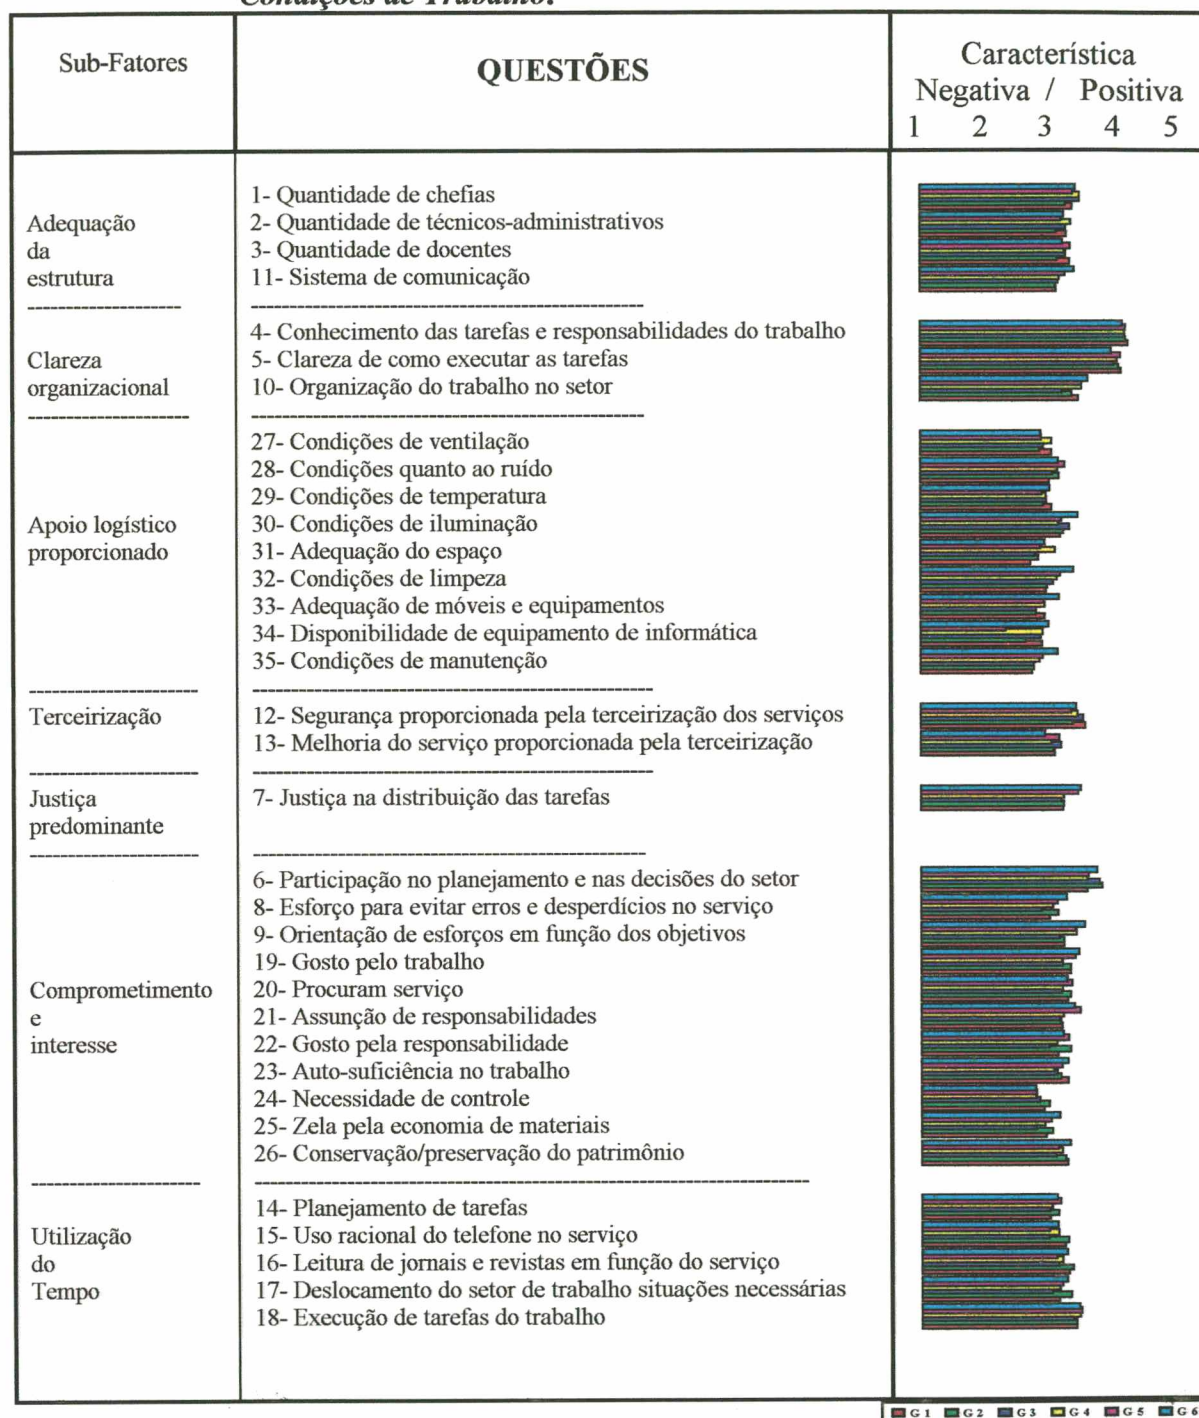 Condições de Trabalho.
Sub-Fatores
QUESTÕES
Característica
Negativa / Positiva
1 2 3 4 5
Adequação
da
estrutura
1- Quantidade de chefias
2- Quantidade de técnicos-administrativos
3- Quantidade de docentes
11- Sistema de comunicação
Clareza
organizacional
4- Conhecimento das tarefas e responsabilidades do trabalho
5- Clareza de como executar as tarefas
10- Organização do trabalho no setor
Apoio logístico
proporcionado
27- Condições de ventilação
28- Condições quanto ao ruído
29- Condições de temperatura
30- Condições de iluminação
31- Adequação do espaço
32- Condições de limpeza
33- Adequação de móveis e equipamentos
34- Disponibilidade de equipamento de informática
35- Condições de manutenção
Terceirização
12- Segurança proporcionada pela terceirização dos serviços
13- Melhoria do serviço proporcionada pela terceirização
Justiça
predominante
7- Justiça na distribuição das tarefas
Comprometimento
e
interesse
6- Participação no planejamento e nas decisões do setor
8- Esforço para evitar erros e desperdícios no serviço
9- Orientação de esforços em função dos objetivos
19- Gosto pelo trabalho
20- Procuram serviço
21- Assunção de responsabilidades
22- Gosto pela responsabilidade
23- Auto-suficiência no trabalho
24- Necessidade de controle
25- Zela pela economia de materiais
26- Conservação/preservação do patrimônio
Utilização
do
Tempo
14- Planejamento de tarefas
15- Uso racional do telefone no serviço
16- Leitura de jornais e revistas em função do serviço
17- Deslocamento do setor de trabalho situações necessárias
18- Execução de tarefas do trabalho
G 1 G 2 G 3 G 4 G 5 G 6